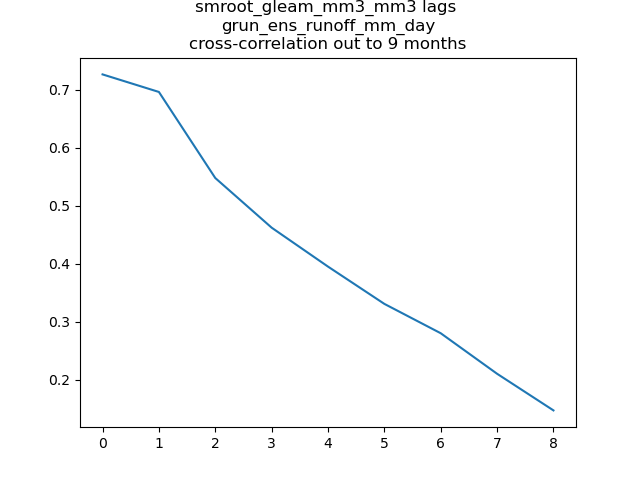 smroot_gleam_mm3_mm3 lags
grun_ens_runoff_mm_day
cross-correlation out to 9 months
0.7
0.6
0.5
0.4
0.3
0.2
0 1 2 3 4 5 6 7 8